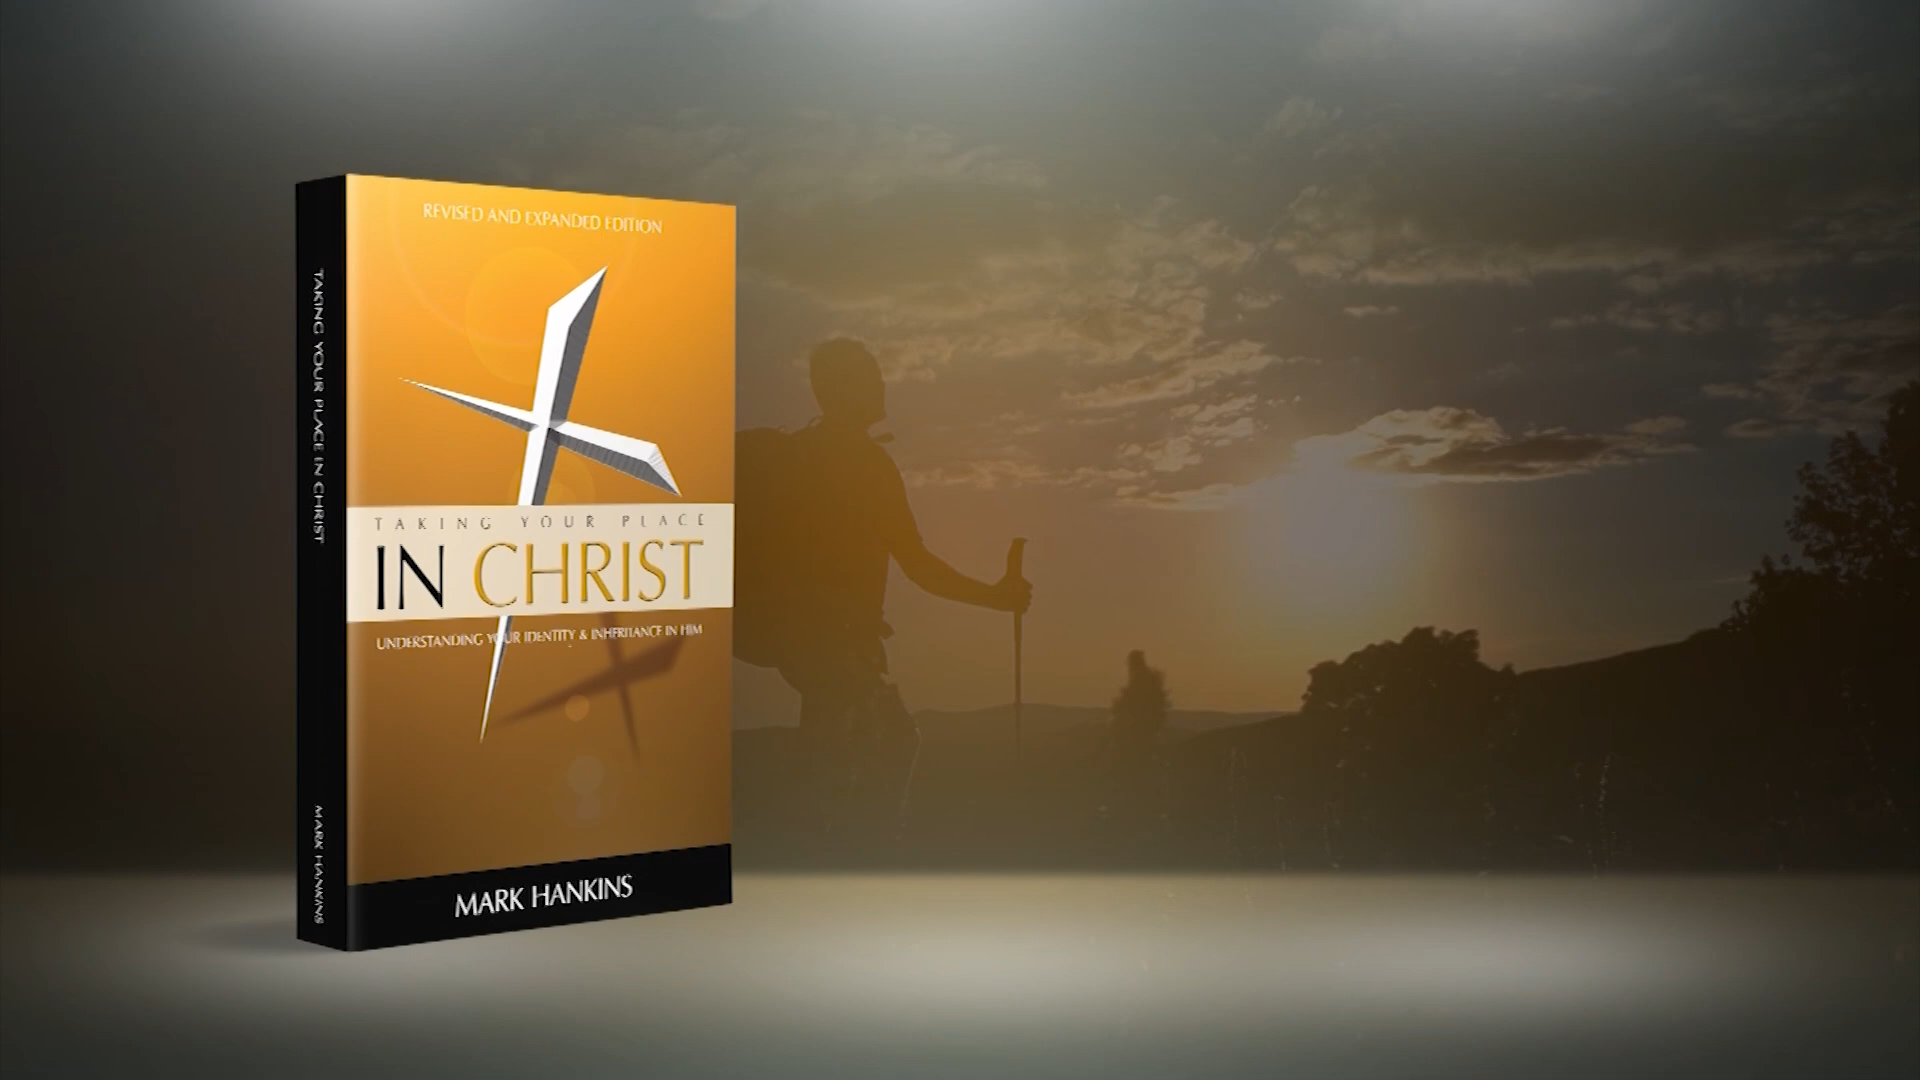 TAKING YOUR PLACE IN CHRIST
MARK HANKINS
REVISED AND EXPANDED EDITION
TAKING YOUR PLACE
IN CHRIST
UNDERSTANDING YOUR IDENTITY & INHERITANCE IN HIM
MARK HANKINS